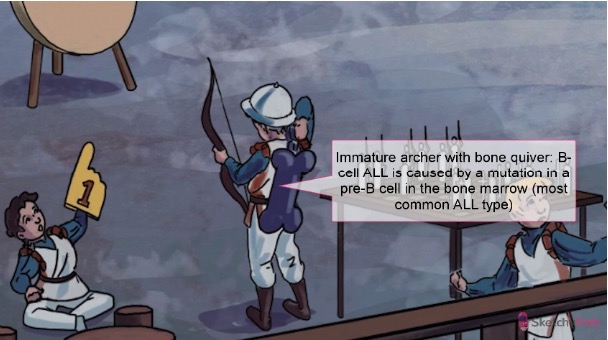 Immature archer with bone quiver: B-
cell ALL is caused by a mutation in a
pre-B cell in the bone marrow (most
common ALL type)
1